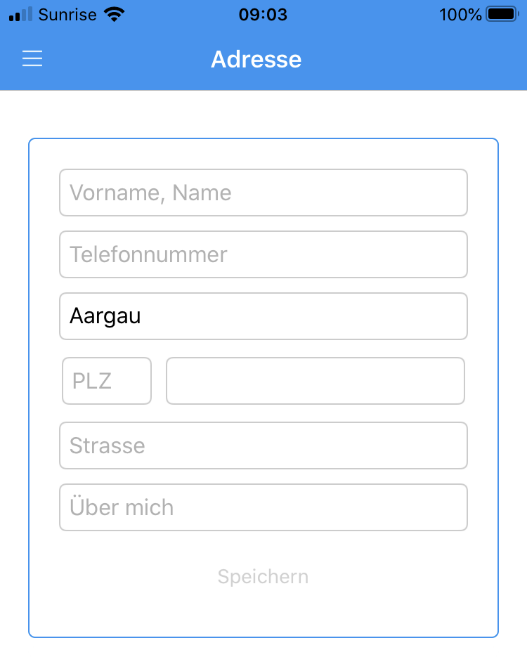 Sunrise 09:03 100%
Adresse
Vorname, Name
Telefonnummer
Aargau
PLZ
Strasse
Über mich
Speichern